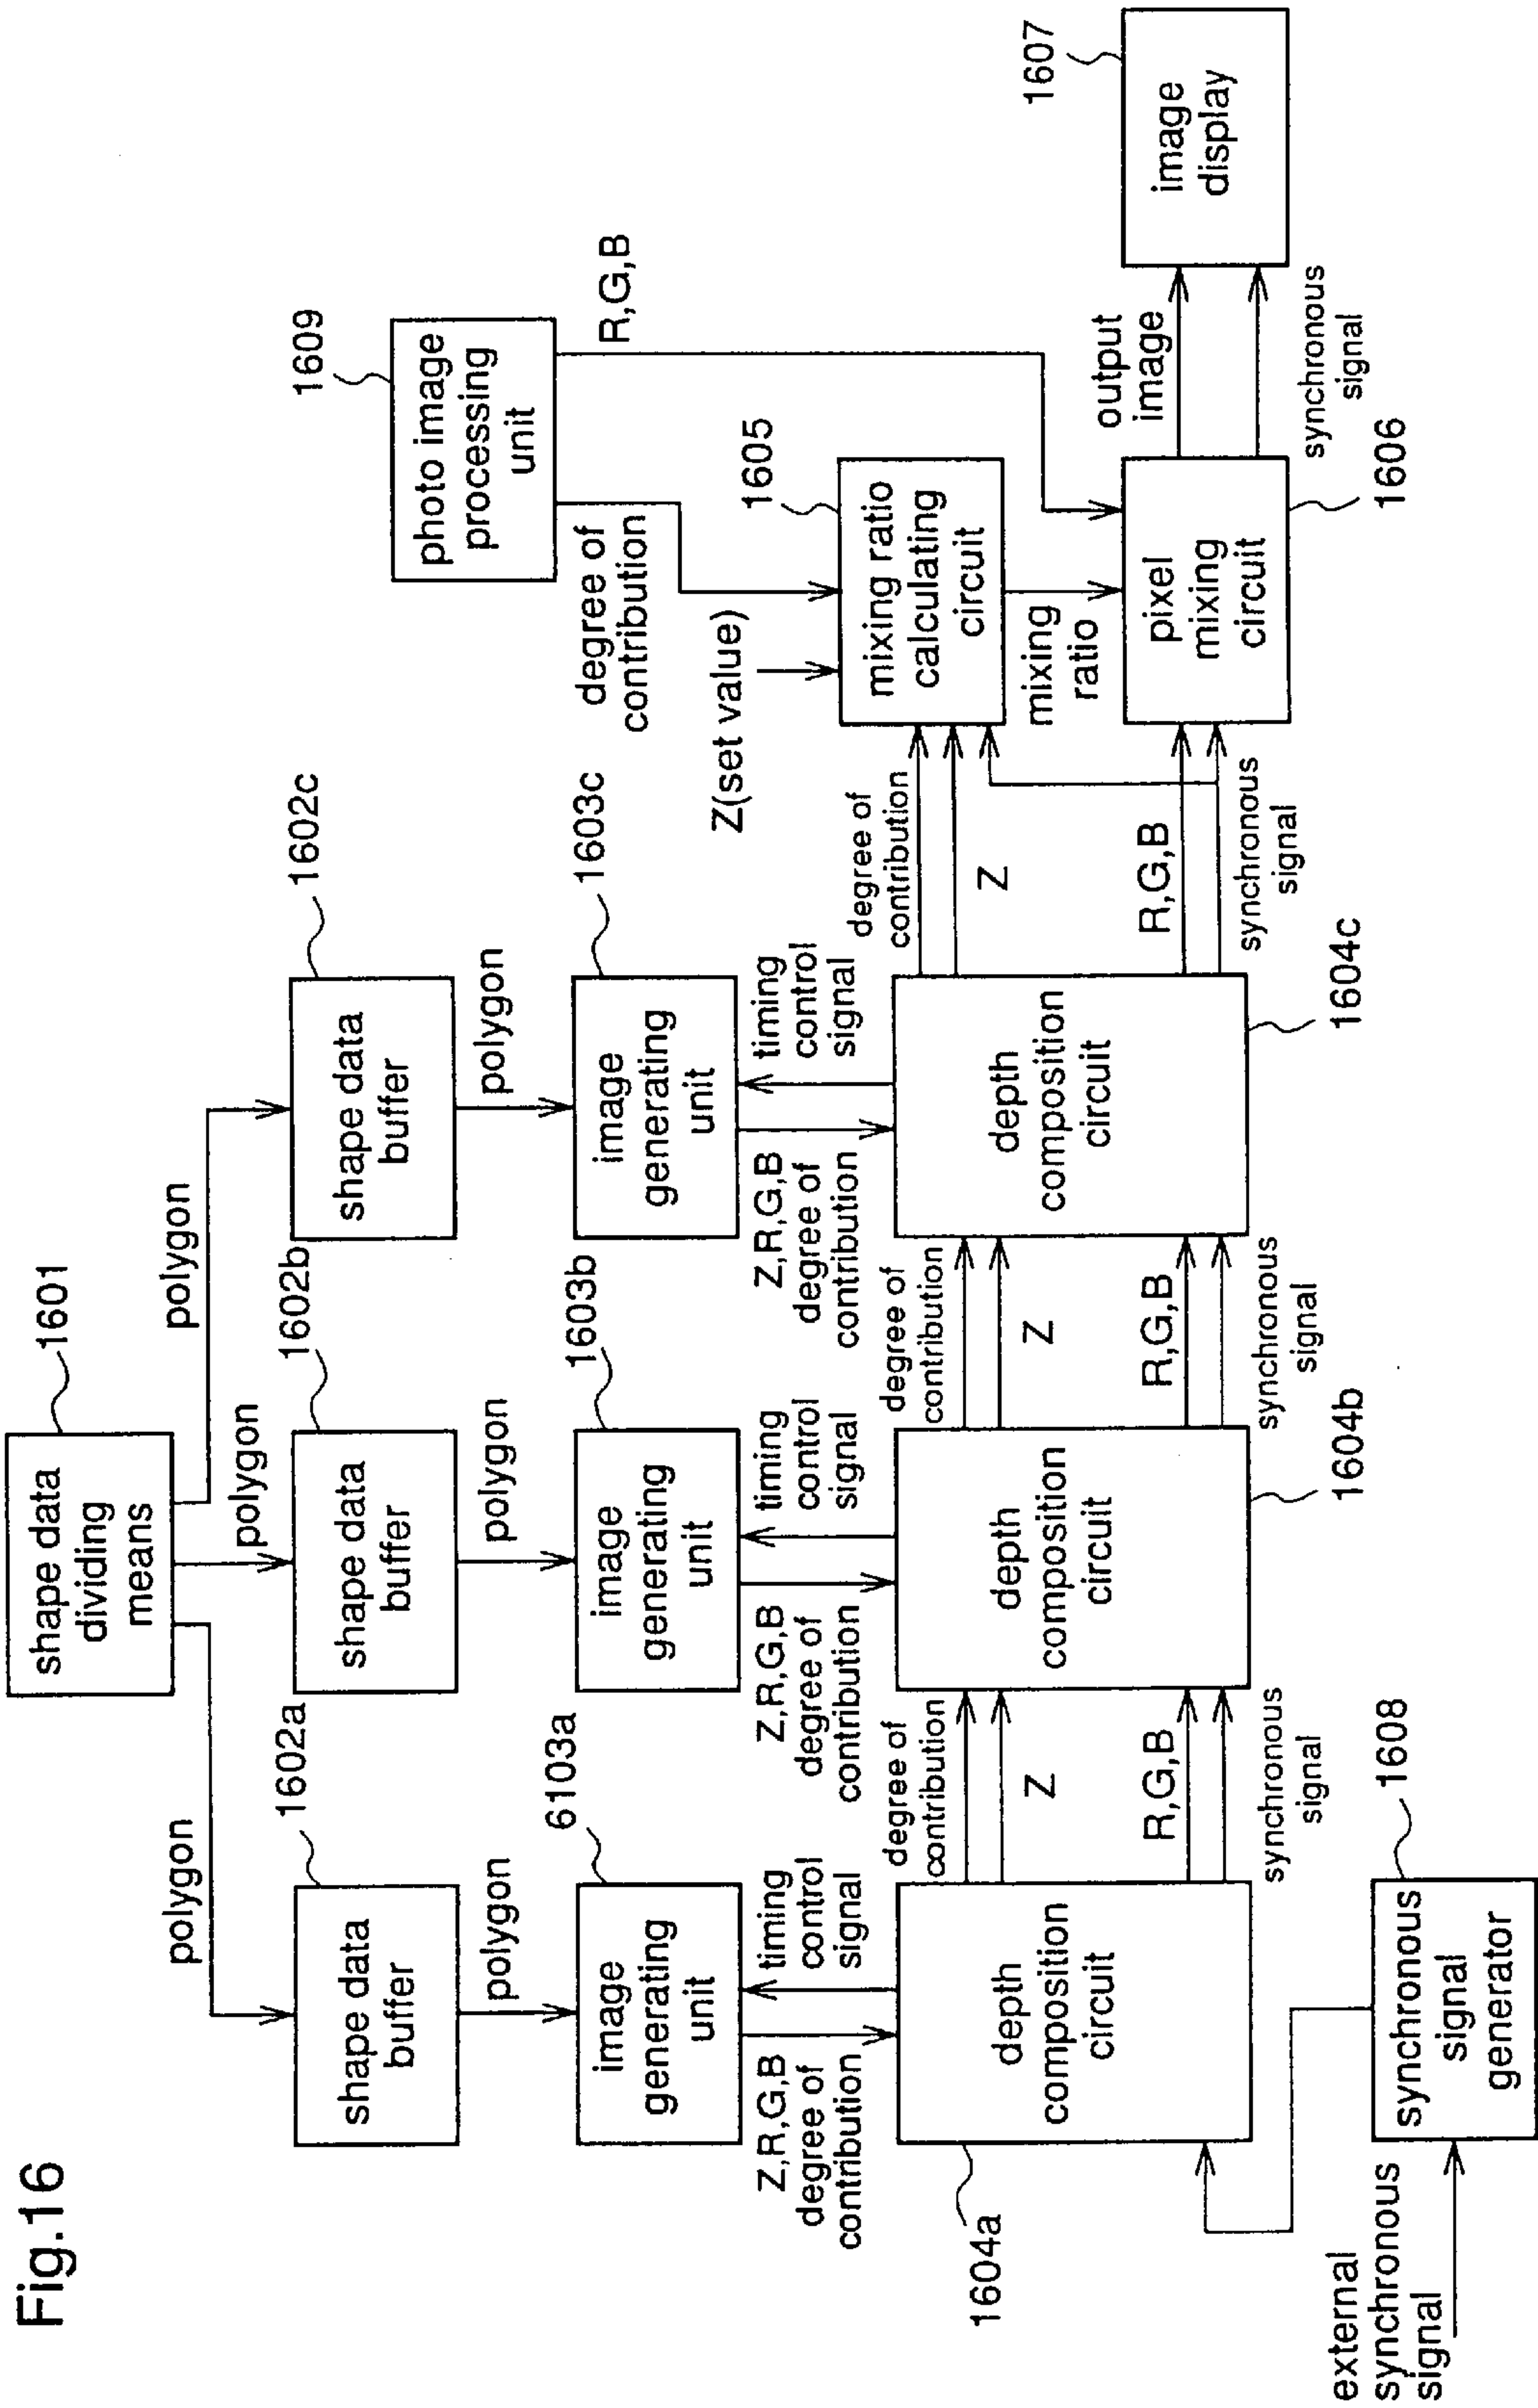 Fig.16
shape data
dividing
means
1601
polygon
polygon
polygon
1602a
shape data
buffer
1602b
shape data
buffer
1602c
shape data
buffer
polygon
polygon
polygon
6103a
image
generating
unit
1603b
image
generating
unit
1603c
image
generating
unit
Z,R,G,B
degree of
contribution
timing
control
signal
Z,R,G,B
degree of
contribution
timing
control
signal
Z,R,G,B
degree of
contribution
timing
control
signal
1604a
depth
composition
circuit
degree of
contribution
Z
R,G,B
synchronous
signal
depth
composition
circuit
1604b
degree of
contribution
Z
R,G,B
synchronous
signal
depth
composition
circuit
1604c
degree of
contribution
Z
R,G,B
synchronous
signal
1609
photo image
processing
unit
degree of
contribution
R,G,B
Z(set value)
1605
mixing ratio
calculating
circuit
mixing
ratio
pixel
mixing
circuit
1606
output
image
synchronous
signal
1607
image
display
external
synchronous
signal
synchronous
signal
generator
1608